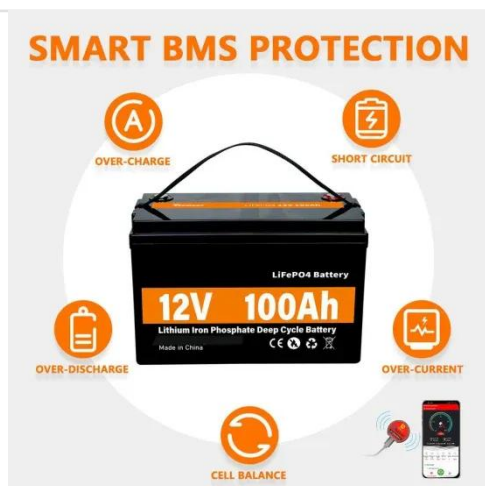 SMART BMS PROTECTION
OVER-CHARGE
SHORT CIRCUIT
LiFePO4 Battery
12V 100Ah
Lithium Iron Phosphate Deep Cycle Battery
Made in China
CE
OVER-DISCHARGE
OVER-CURRENT
CELL BALANCE